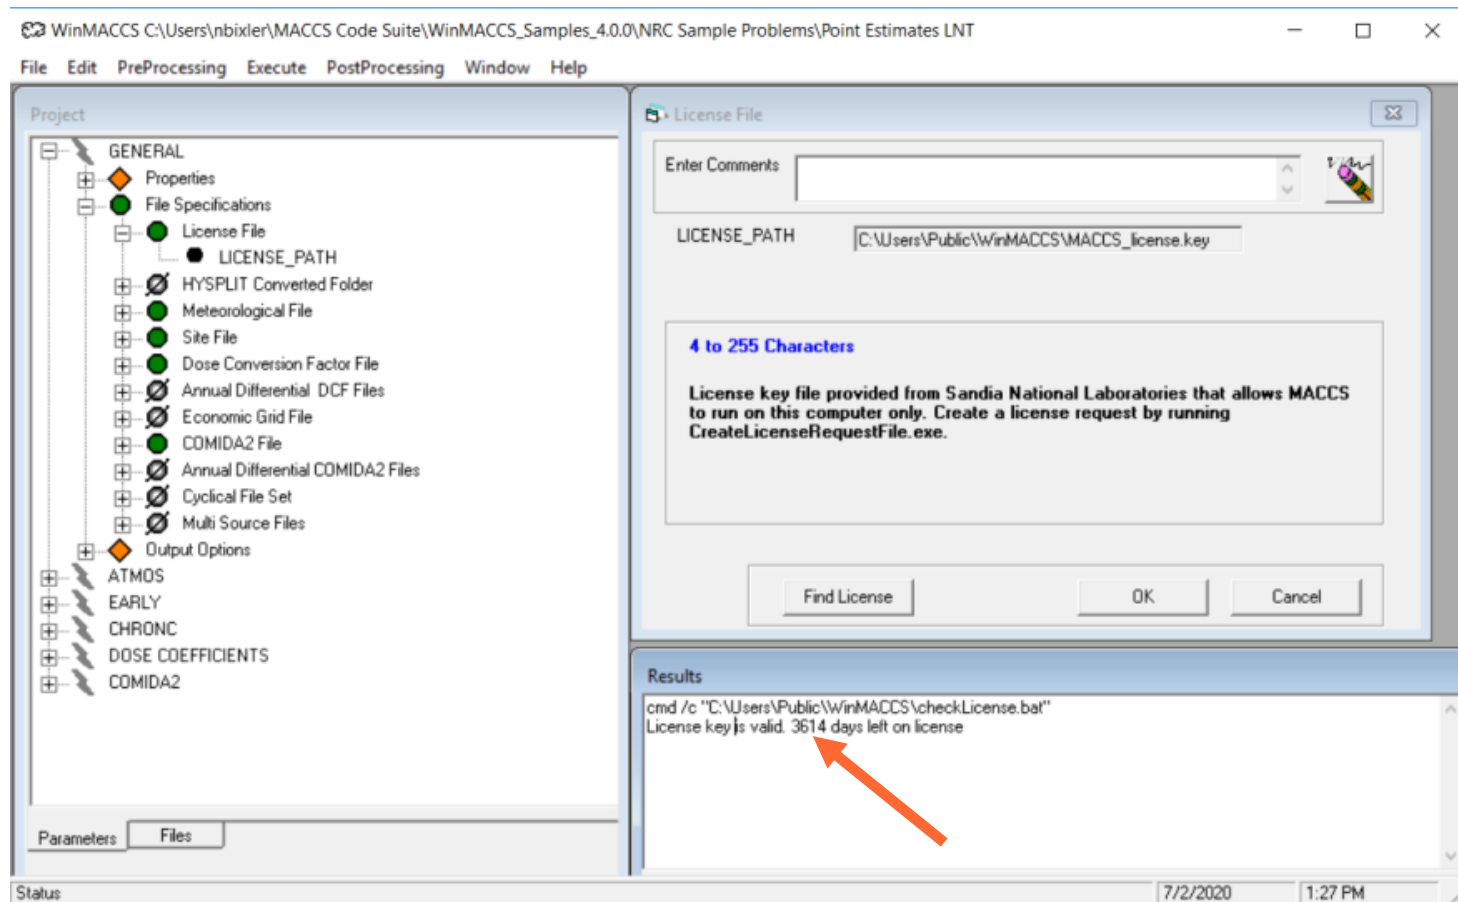 WinMACCS C:\Users\nbixler\MACCS Code Suite\WinMACCS_Samples_4.0.0\NRC Sample Problems\Point Estimates LNT
File Edit PreProcessing Execute PostProcessing Window Help
Project
GENERAL
Properties
File Specifications
License File
LICENSE_PATH
HYSPLIT Converted Folder
Meteorological File
Site File
Dose Conversion Factor File
Annual Differential DCF Files
Economic Grid File
COMIDA2 File
Annual Differential COMIDA2 Files
Cyclical File Set
Multi Source Files
Output Options
ATMOS
EARLY
CHRONC
DOSE COEFFICIENTS
COMIDA2
Parameters Files
License File
Enter Comments
LICENSE_PATH C:\Users\Public\WinMACCS\MACCS_license.key
4 to 255 Characters
License key file provided from Sandia National Laboratories that allows MACCS
to run on this computer only. Create a license request by running
CreateLicenseRequestFile.exe.
Find License OK Cancel
Results
cmd /c "C:\Users\Public\WinMACCS\checkLicense.bat"
License key is valid. 3614 days left on license
Status 7/2/2020 1:27 PM